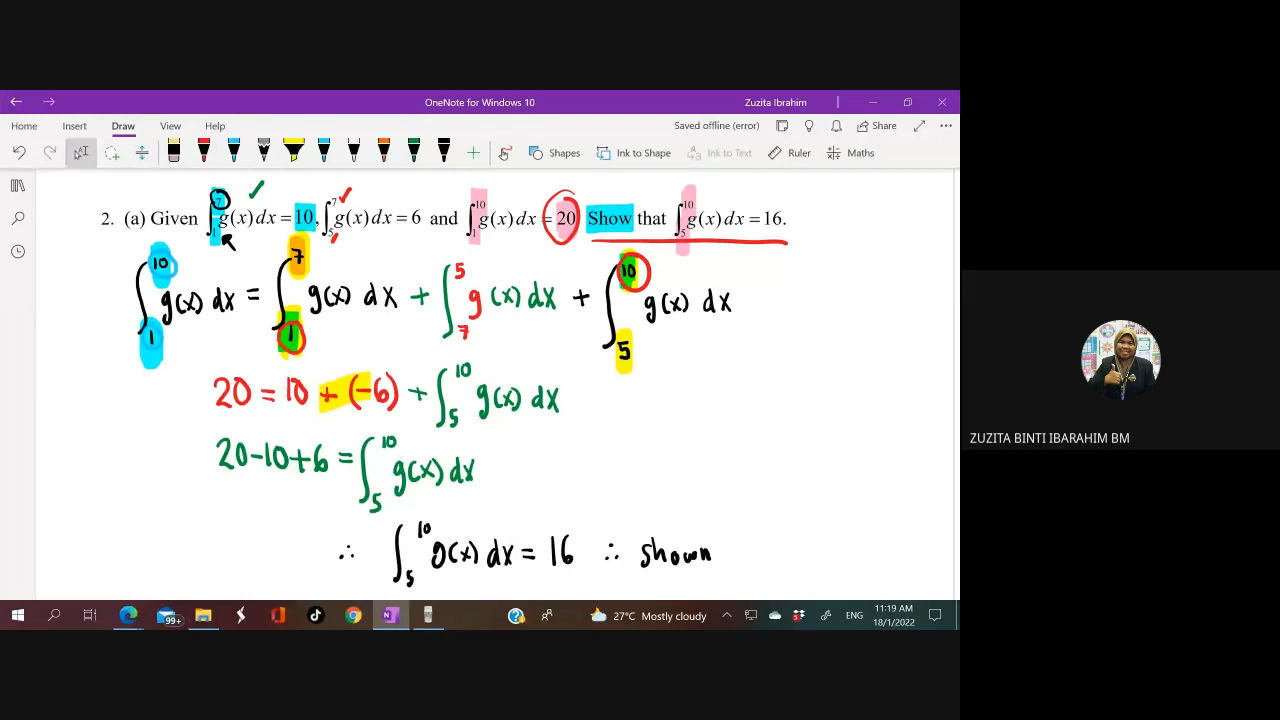 OneNote for Windows 10
Zuzita Ibrahim
Home Insert Draw View Help
Saved offline (error)
Share
Shapes
Ink to Shape
Ink to Text
Ruler
Maths
2. (a) Given ∫₁⁷ g(x) dx = 10, ∫₅⁷ g(x) dx = 6 and ∫₁¹⁰ g(x) dx = 20 Show that ∫₅¹⁰ g(x) dx = 16.
∫₁¹⁰ g(x) dx = ∫₁⁷ g(x) dx + ∫₇⁵ g(x) dx + ∫₅¹⁰ g(x) dx
20 = 10 + (-6) + ∫₅¹⁰ g(x) dx
20-10+6 = ∫₅¹⁰ g(x) dx
∴ ∫₅¹⁰ g(x) dx = 16 ∴ shown
ZUZITA BINTI IBARAHIM BM
99+
27°C Mostly cloudy
ENG
11:19 AM
18/1/2022